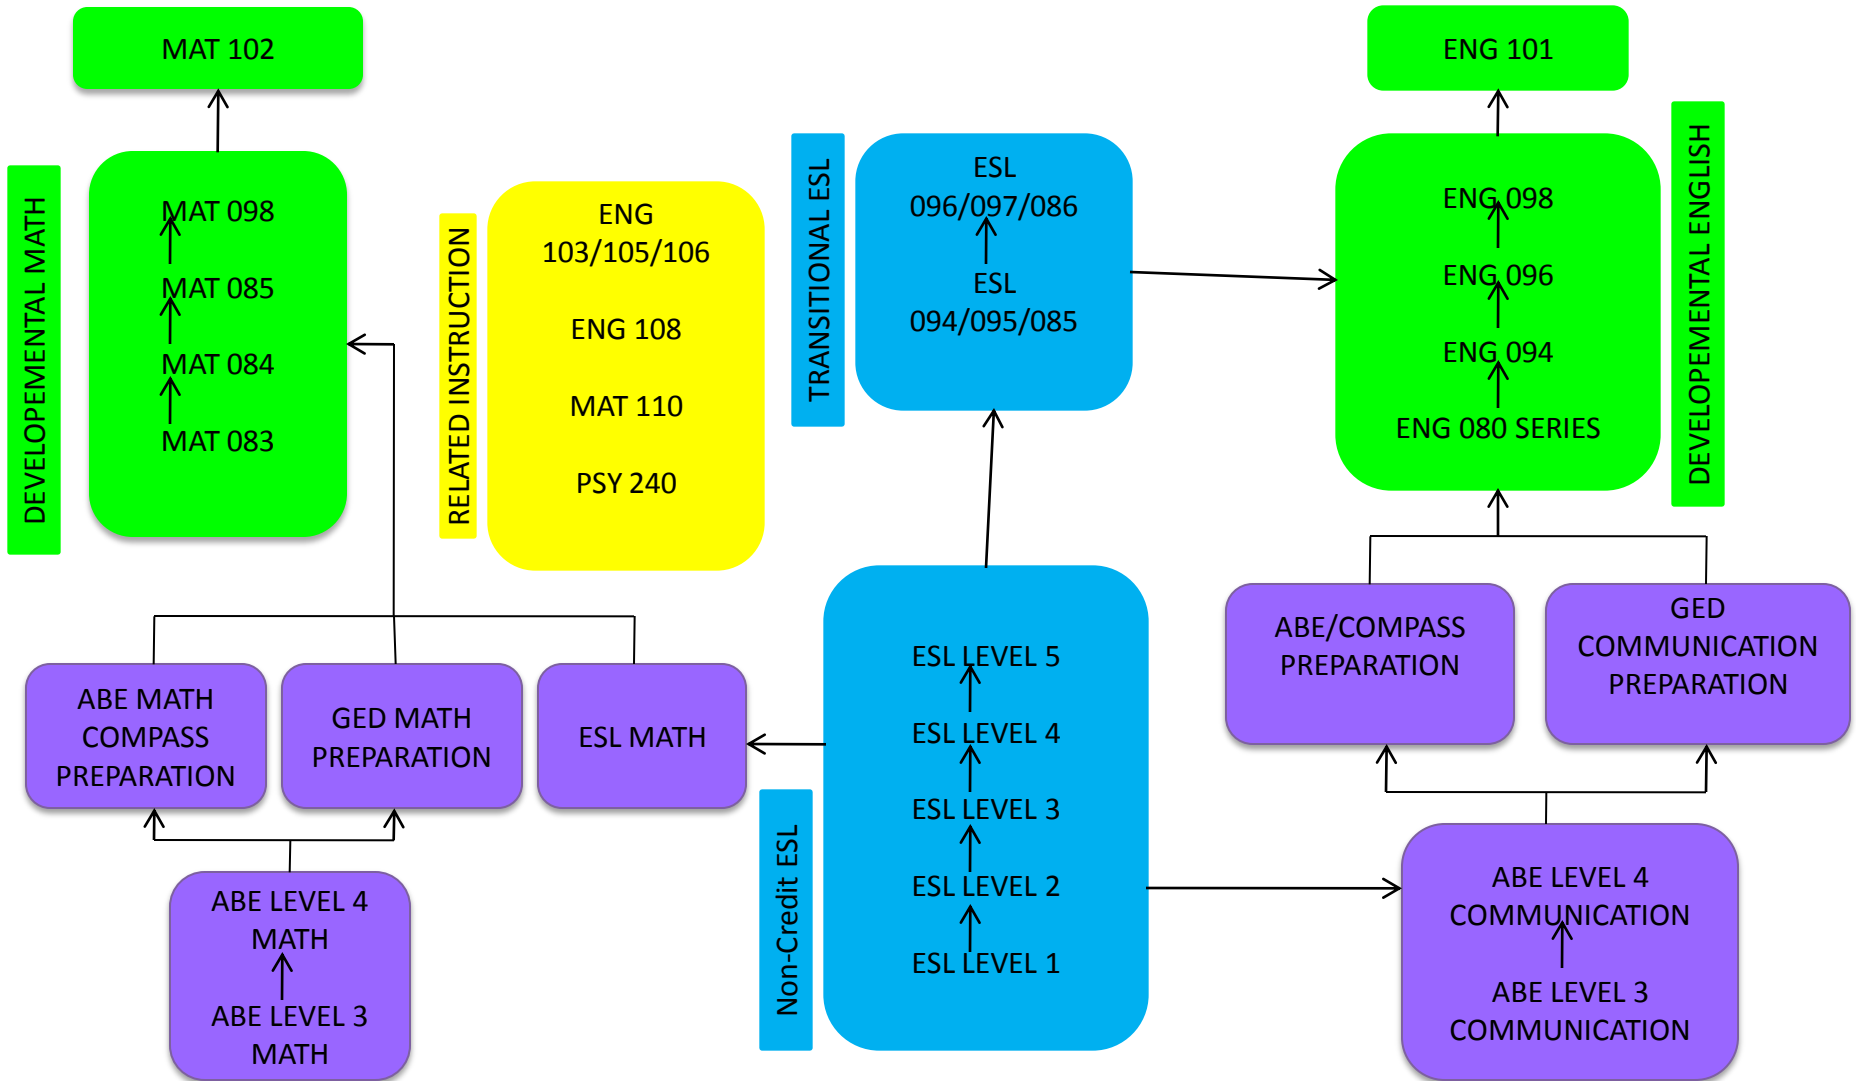 MAT 102
DEVELOPEMENTAL MATH
MAT 098
MAT 085
MAT 084
MAT 083
RELATED INSTRUCTION
ENG
103/105/106
ENG 108
MAT 110
PSY 240
TRANSITIONAL ESL
ESL
096/097/086
ESL
094/095/085
ENG 101
ENG 098
ENG 096
ENG 094
ENG 080 SERIES
DEVELOPEMENTAL ENGLISH
ABE MATH
COMPASS
PREPARATION
GED MATH
PREPARATION
ESL MATH
Non-Credit ESL
ESL LEVEL 5
ESL LEVEL 4
ESL LEVEL 3
ESL LEVEL 2
ESL LEVEL 1
ABE/COMPASS
PREPARATION
GED
COMMUNICATION
PREPARATION
ABE LEVEL 4
MATH
ABE LEVEL 3
MATH
ABE LEVEL 4
COMMUNICATION
ABE LEVEL 3
COMMUNICATION